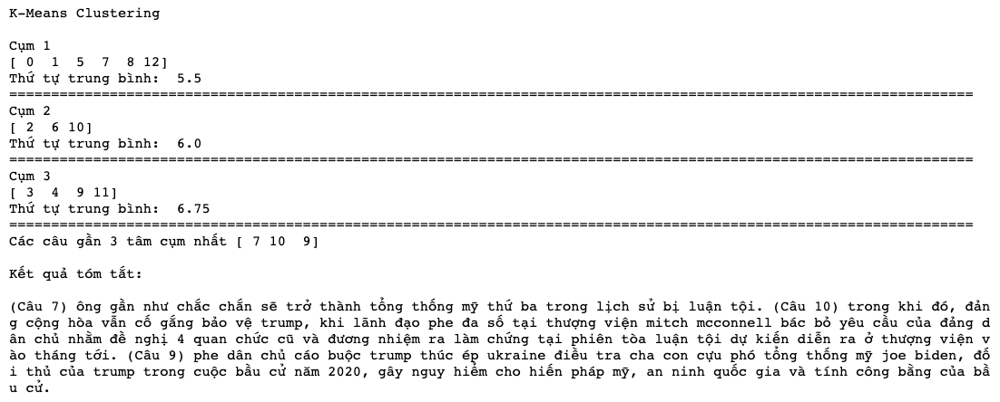 K-Means Clustering
Cụm 1
[ 0  1  5  7  8 12]
Thứ tự trung bình:  5.5
==================================================================================================================
Cụm 2
[ 2  6 10]
Thứ tự trung bình:  6.0
==================================================================================================================
Cụm 3
[ 3  4  9 11]
Thứ tự trung bình:  6.75
==================================================================================================================
Các câu gần 3 tâm cụm nhất [ 7 10  9]
Kết quả tóm tắt:
(Câu 7) ông gần như chắc chắn sẽ trở thành tổng thống mỹ thứ ba trong lịch sử bị luận tội. (Câu 10) trong khi đó, đản
g cộng hòa vẫn cố gắng bảo vệ trump, khi lãnh đạo phe đa số tại thượng viện mitch mcconnell bác bỏ yêu cầu của đảng d
ân chủ nhằm đề nghị 4 quan chức cũ và đương nhiệm ra làm chứng tại phiên tòa luận tội dự kiến diễn ra ở thượng viện v
ào tháng tới. (Câu 9) phe dân chủ cáo buộc trump thúc ép ukraine điều tra cha con cựu phó tổng thống mỹ joe biden, đố
i thủ của trump trong cuộc bầu cử năm 2020, gây nguy hiểm cho hiến pháp mỹ, an ninh quốc gia và tính công bằng của bầ
u cử.